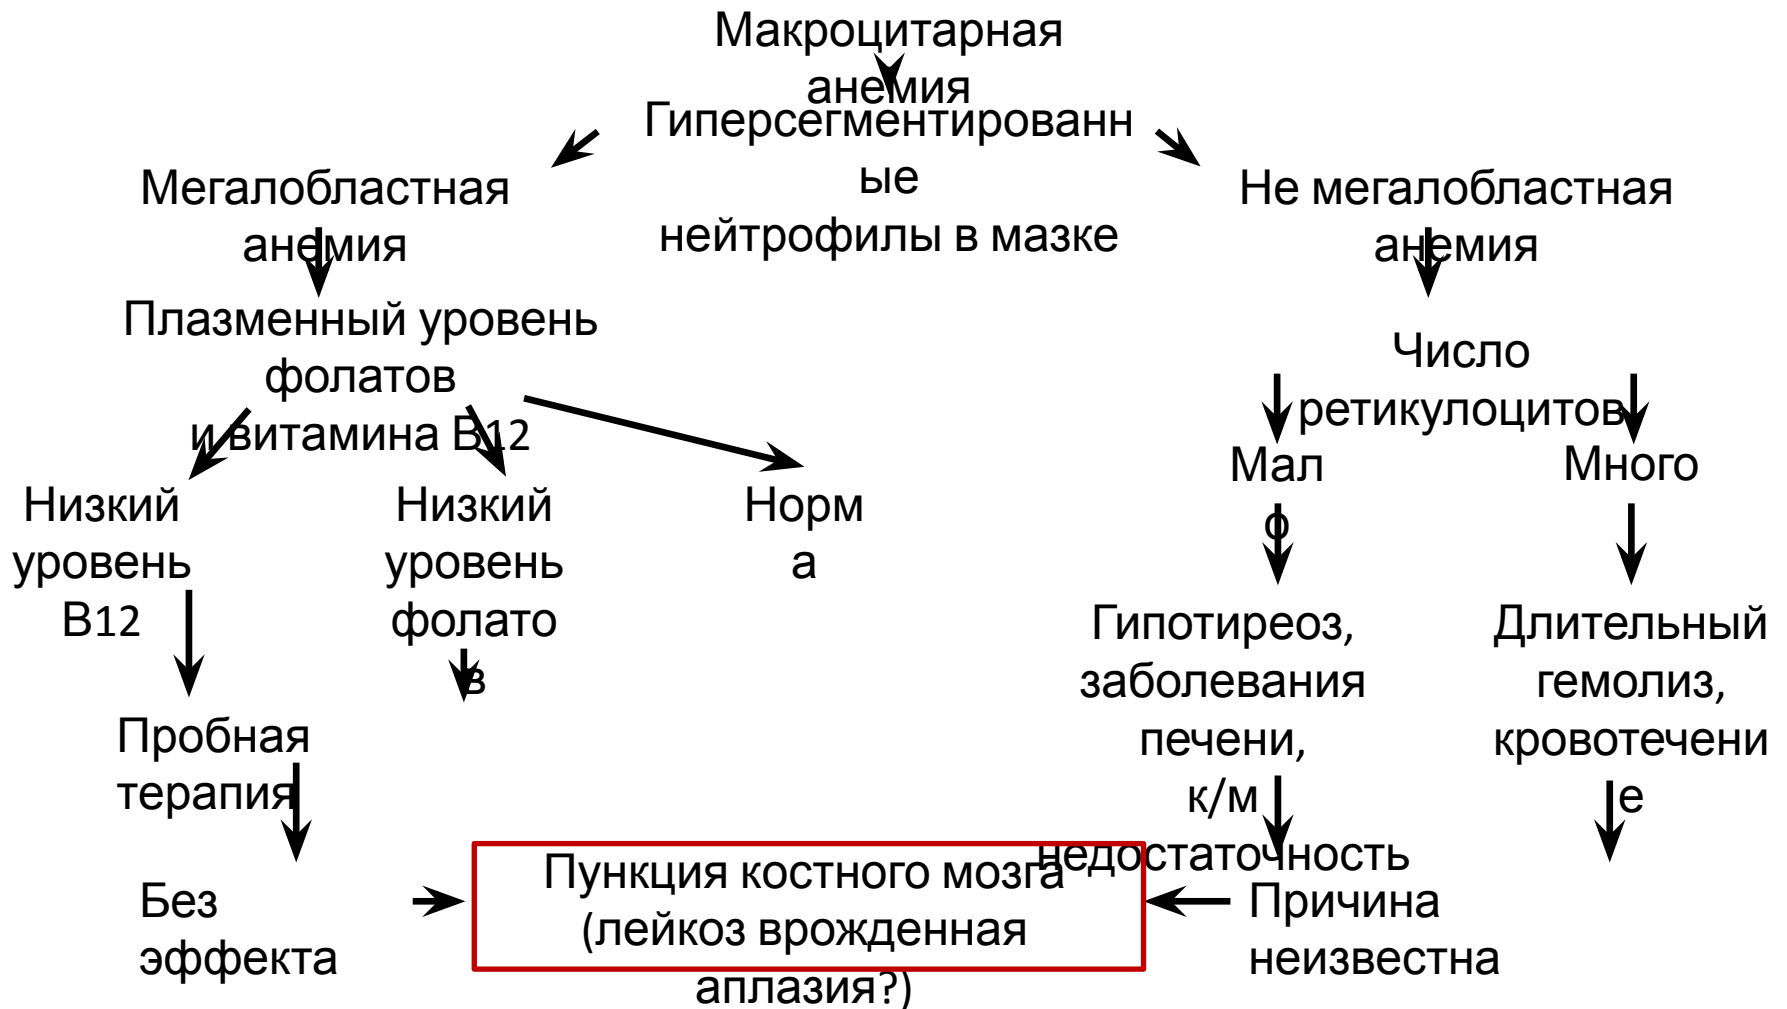 Макроцитарная
анемия
Гиперсегментированн
ые
нейтрофилы в мазке
Мегалобластная
анемия
Не мегалобластная
анемия
Плазменный уровень
фолатов
и витамина В12
Число
ретикулоцитов
Низкий
уровень
В12
Низкий
уровень
фолато
в
Норм
а
Мал
о
Много
Гипотиреоз,
заболевания
печени,
к/м
недостаточность
Длительный
гемолиз,
кровотечени
е
Пробная
терапия
Без
эффекта
Пункция костного мозга
(лейкоз врожденная
аплазия?)
Причина
неизвестна